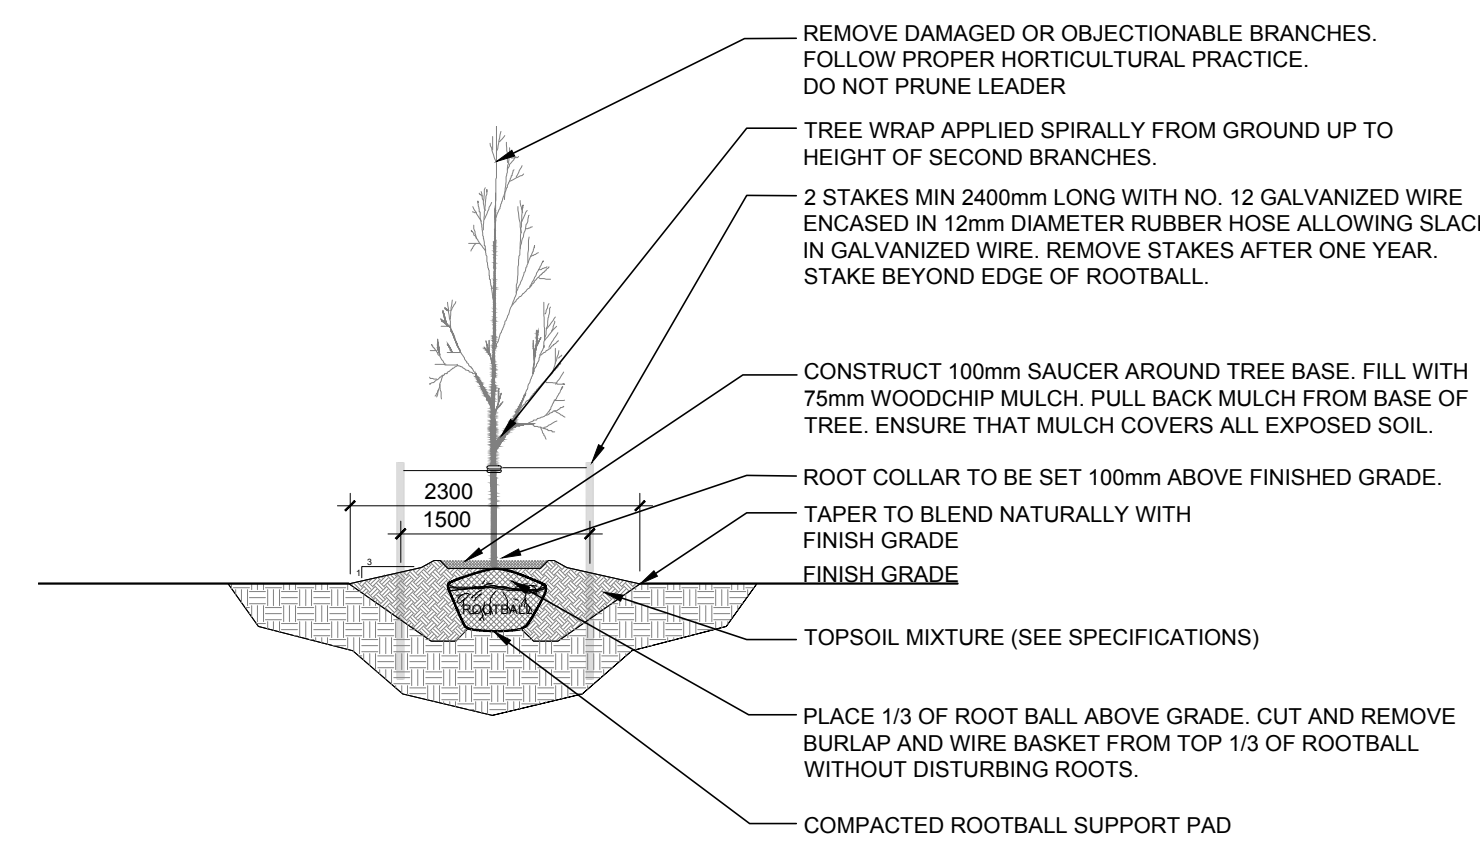 REMOVE DAMAGED OR OBJECTIONABLE BRANCHES.
FOLLOW PROPER HORTICULTURAL PRACTICE.
DO NOT PRUNE LEADER
TREE WRAP APPLIED SPIRALLY FROM GROUND UP TO
HEIGHT OF SECOND BRANCHES.
2 STAKES MIN 2400mm LONG WITH NO. 12 GALVANIZED WIRE
ENCASED IN 12mm DIAMETER RUBBER HOSE ALLOWING SLACK
IN GALVANIZED WIRE. REMOVE STAKES AFTER ONE YEAR.
STAKE BEYOND EDGE OF ROOTBALL.
CONSTRUCT 100mm SAUCER AROUND TREE BASE. FILL WITH
75mm WOODCHIP MULCH. PULL BACK MULCH FROM BASE OF
TREE. ENSURE THAT MULCH COVERS ALL EXPOSED SOIL.
ROOT COLLAR TO BE SET 100mm ABOVE FINISHED GRADE.
2300
1500
TAPER TO BLEND NATURALLY WITH
FINISH GRADE
3
1
FINISH GRADE
ROOTBALL
TOPSOIL MIXTURE (SEE SPECIFICATIONS)
PLACE 1/3 OF ROOT BALL ABOVE GRADE. CUT AND REMOVE
BURLAP AND WIRE BASKET FROM TOP 1/3 OF ROOTBALL
WITHOUT DISTURBING ROOTS.
COMPACTED ROOTBALL SUPPORT PAD